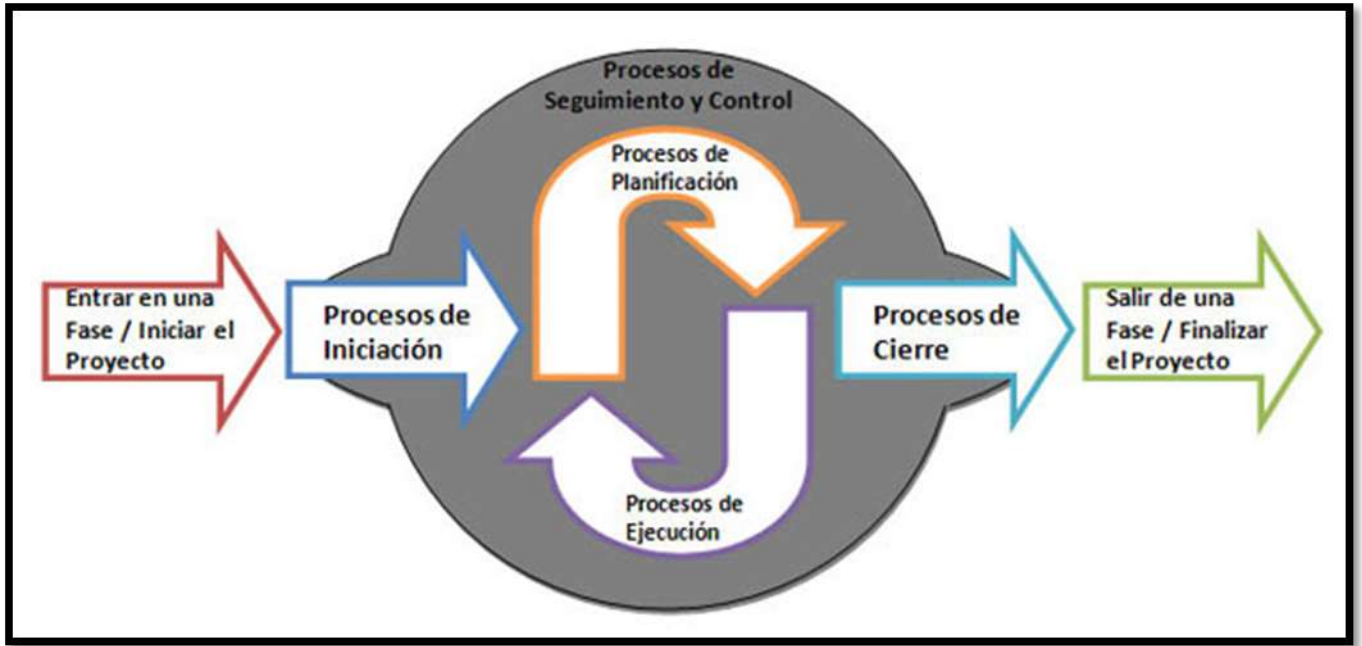 Procesos de
Seguimiento y Control
Procesos de
Planificación
Entrar en una
Fase / Iniciar el
Proyecto
Procesos de
Iniciación
Procesos de
Cierre
Salir de una
Fase / Finalizar
el Proyecto
Procesos de
Ejecución